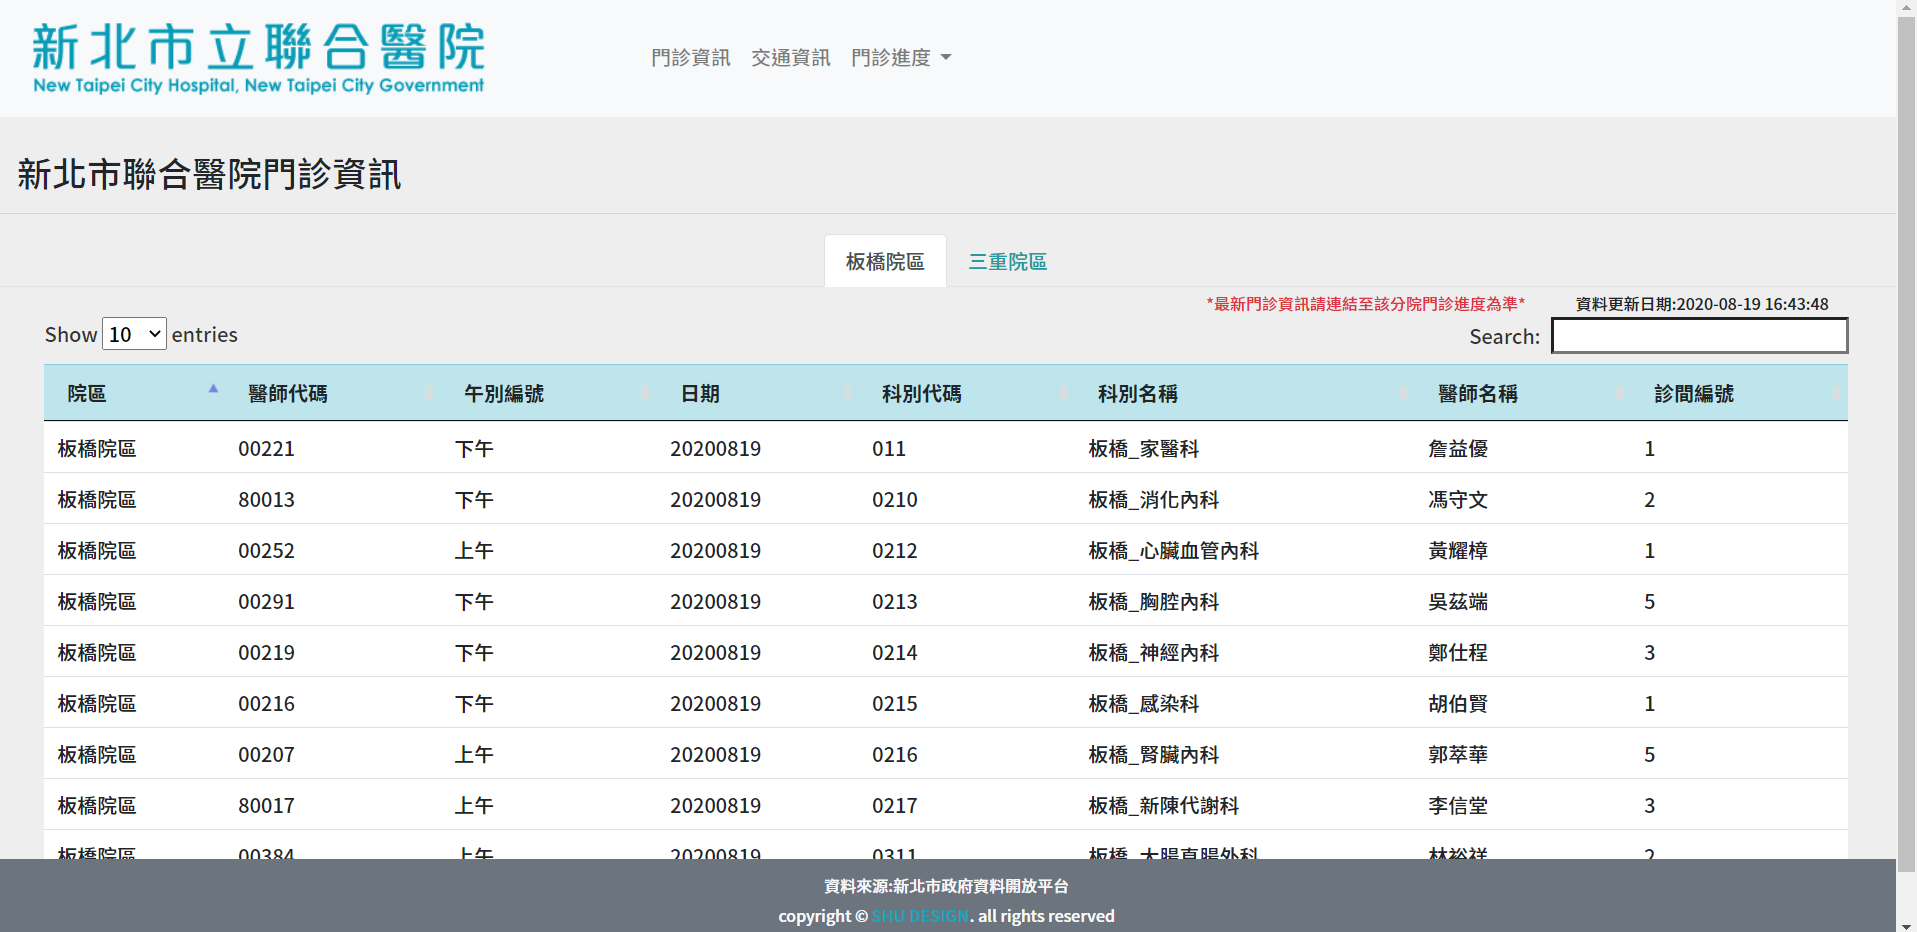 新北市立聯合醫院
New Taipei City Hospital, New Taipei City Government
門診資訊 交通資訊 門診進度
新北市聯合醫院門診資訊
板橋院區 三重院區
*最新門診資訊請連結至該分院門診進度為準* 資料更新日期:2020-08-19 16:43:48
Show 10 entries Search:
院區 醫師代碼 午別編號 日期 科別代碼 科別名稱 醫師名稱 診間編號
板橋院區 00221 下午 20200819 011 板橋_家醫科 詹益優 1
板橋院區 80013 下午 20200819 0210 板橋_消化內科 馮守文 2
板橋院區 00252 上午 20200819 0212 板橋_心臟血管內科 黃耀樟 1
板橋院區 00291 下午 20200819 0213 板橋_胸腔內科 吳茲端 5
板橋院區 00219 下午 20200819 0214 板橋_神經內科 鄭仕程 3
板橋院區 00216 下午 20200819 0215 板橋_感染科 胡伯賢 1
板橋院區 00207 上午 20200819 0216 板橋_腎臟內科 郭萃華 5
板橋院區 80017 上午 20200819 0217 板橋_新陳代謝科 李信堂 3
板橋院區 00384 上午 20200819 0311 板橋_大腸直腸外科 林裕祥 2
資料來源:新北市政府資料開放平台
copyright © SHU DESIGN. all rights reserved